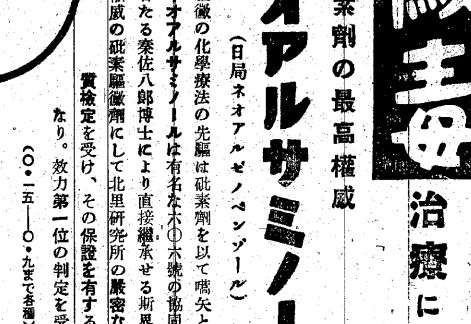 毒
治療に
素劑の最高權威
オアルサミノー
(日局ネオアルゼノベンゾール)
黴の化學療法の先驅は砒素劑を以て嚆矢と
オアルサミノールは有名な六〇六號の協同
たる秦佐八郎博士により直接繼承せる斯界
威の砒素驅黴劑にして北里研究所の嚴密な
質檢定を受け、その保證を有する
なり。効力第一位の判定を受
(〇・一五——〇・九まで各種